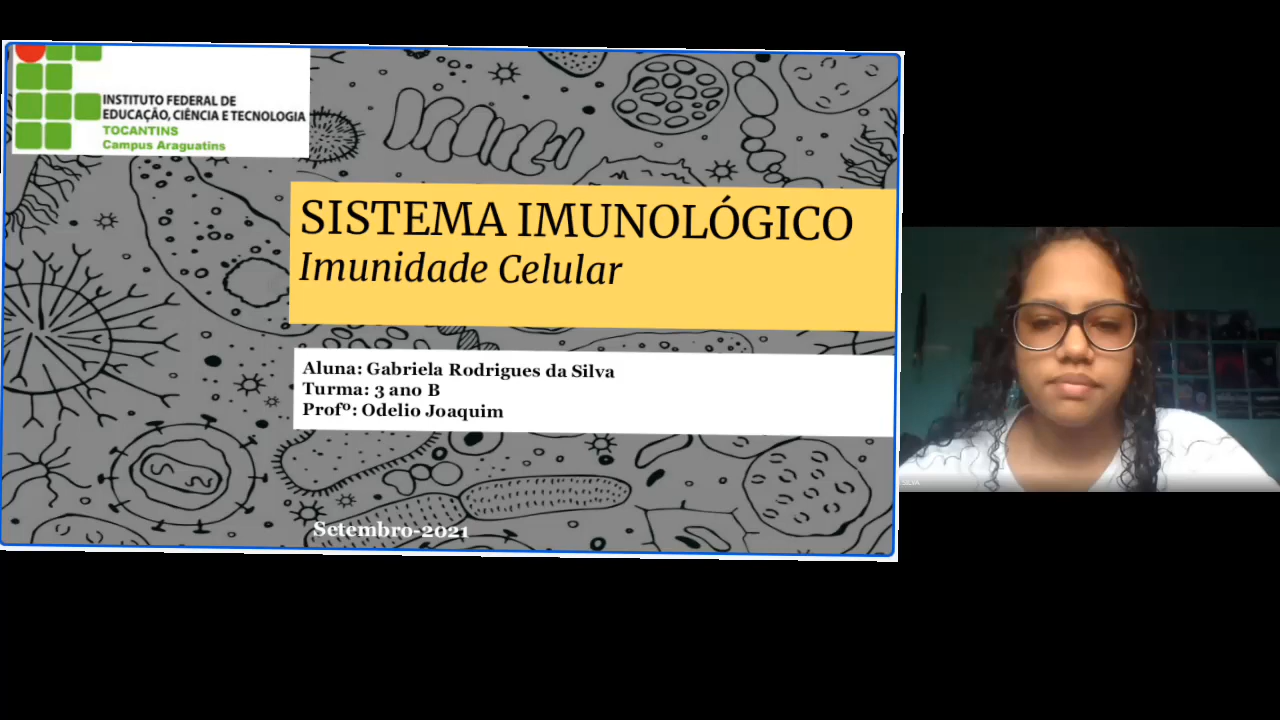 INSTITUTO FEDERAL DE
EDUCAÇÃO, CIÊNCIA E TECNOLOGIA
TOCANTINS
Campus Araguatins
SISTEMA IMUNOLÓGICO
Imunidade Celular
Aluna: Gabriela Rodrigues da Silva
Turma: 3 ano B
Profº: Odelio Joaquim
Setembro-2021
SILVA